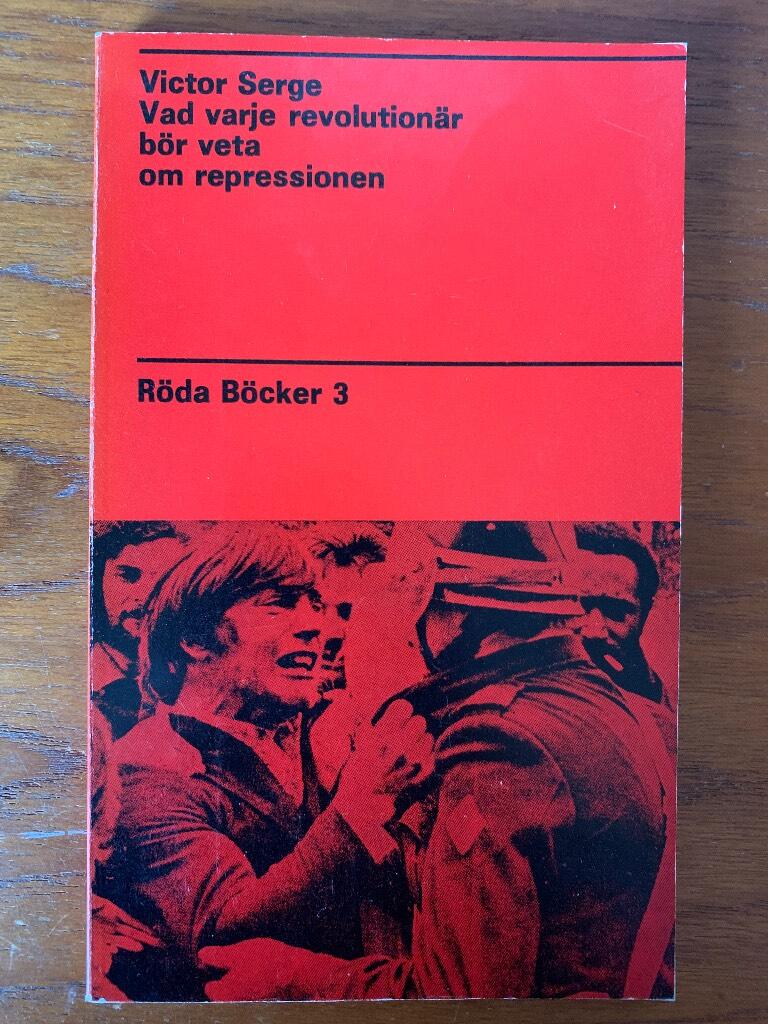 Victor Serge
Vad varje revolutionär
bör veta
om repressionen
Röda Böcker 3